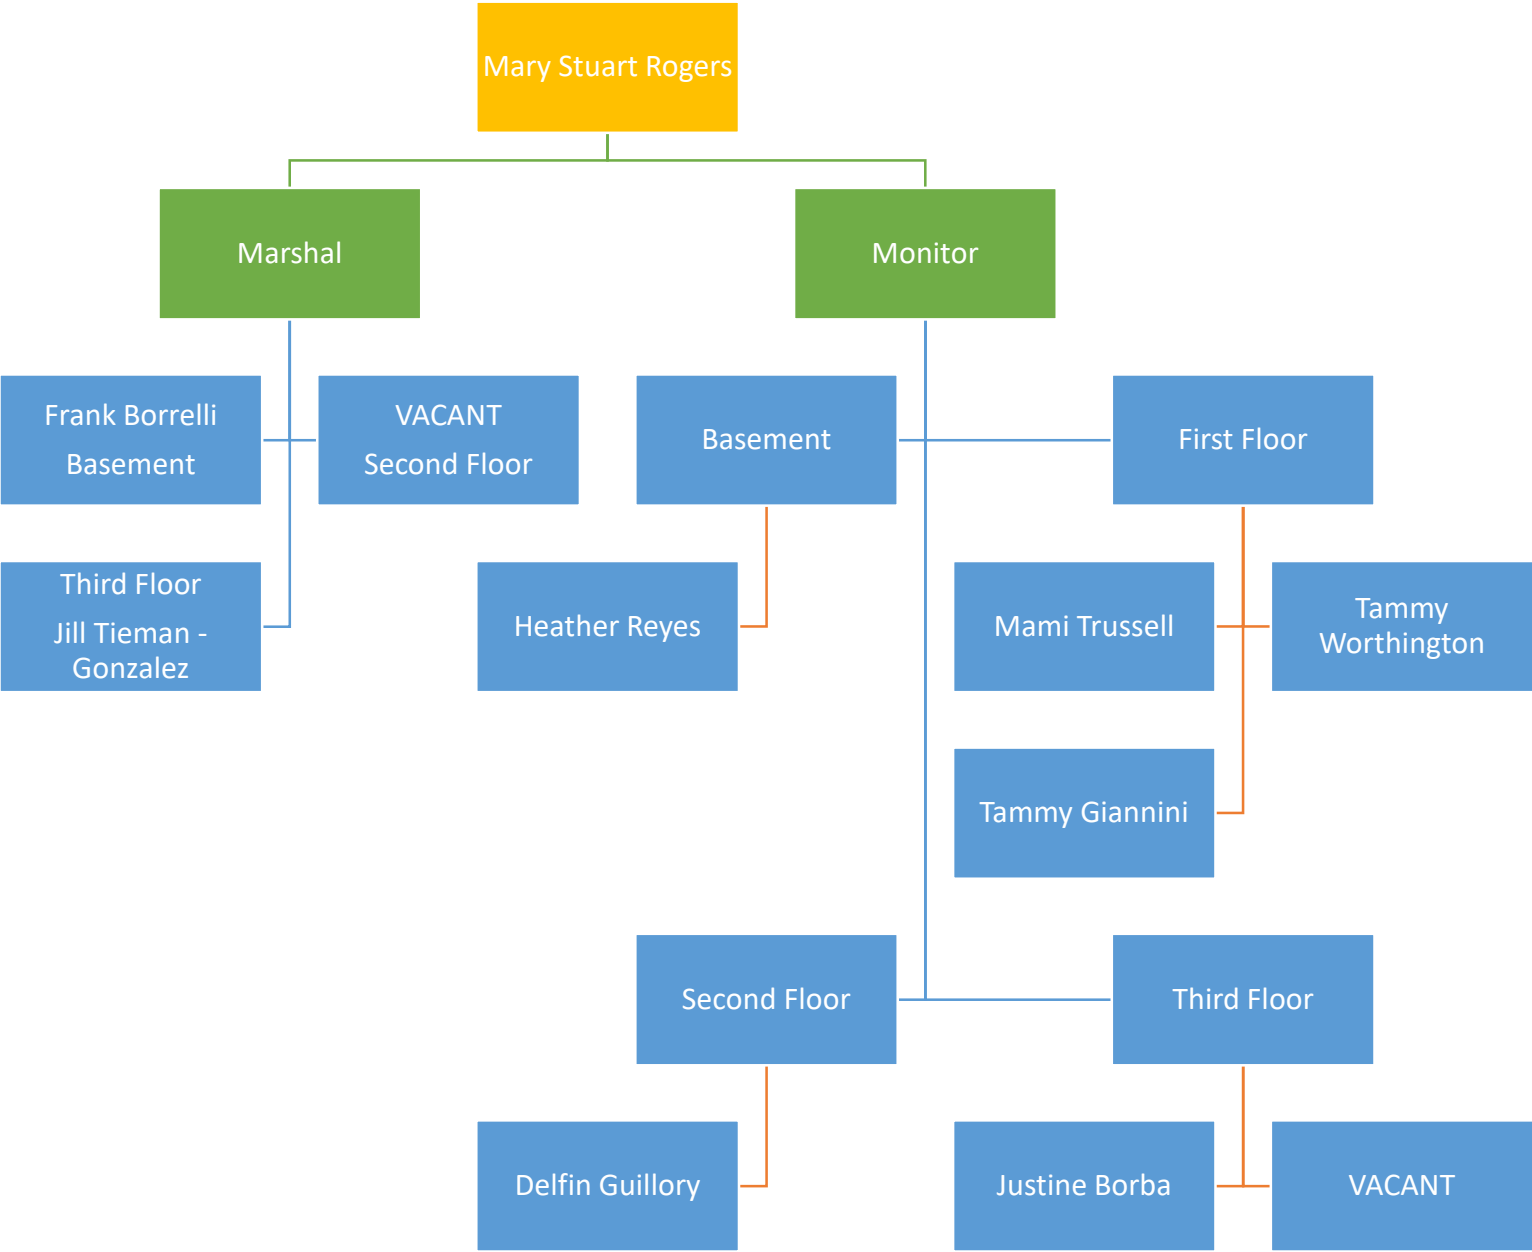 Mary Stuart Rogers
Marshal
Monitor
Frank Borrelli
Basement
VACANT
Second Floor
Basement
First Floor
Third Floor
Jill Tieman -
Gonzalez
Heather Reyes
Mami Trussell
Tammy
Worthington
Tammy Giannini
Second Floor
Third Floor
Delfin Guillory
Justine Borba
VACANT